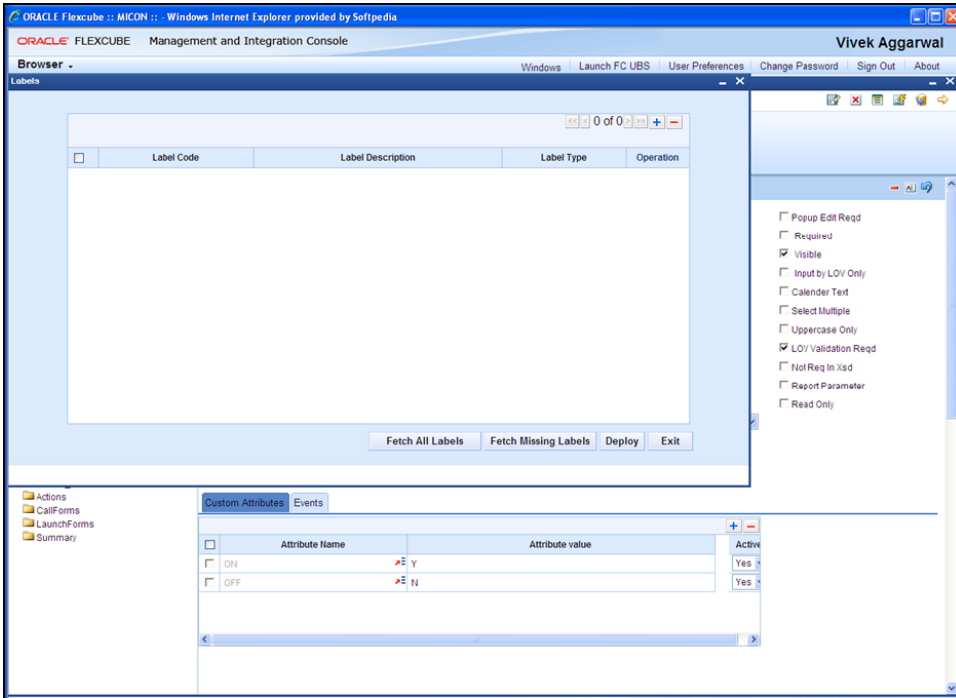 ORACLE Flexcube :: MICON :: - Windows Internet Explorer provided by Softpedia
ORACLE FLEXCUBE Management and Integration Console
Vivek Aggarwal
Browser
Windows Launch FC UBS User Preferences Change Password Sign Out About
Labels
<< < 0 of 0 > >> + −
Label Code Label Description Label Type Operation
Popup Edit Reqd
Required
Visible
Input by LOV Only
Calender Text
Select Multiple
Uppercase Only
LOV Validation Reqd
Not Req In Xsd
Report Parameter
Read Only
Fetch All Labels Fetch Missing Labels Deploy Exit
Actions
CallForms
LaunchForms
Summary
Custom Attributes Events
Attribute Name Attribute value Active
ON Y Yes
OFF N Yes